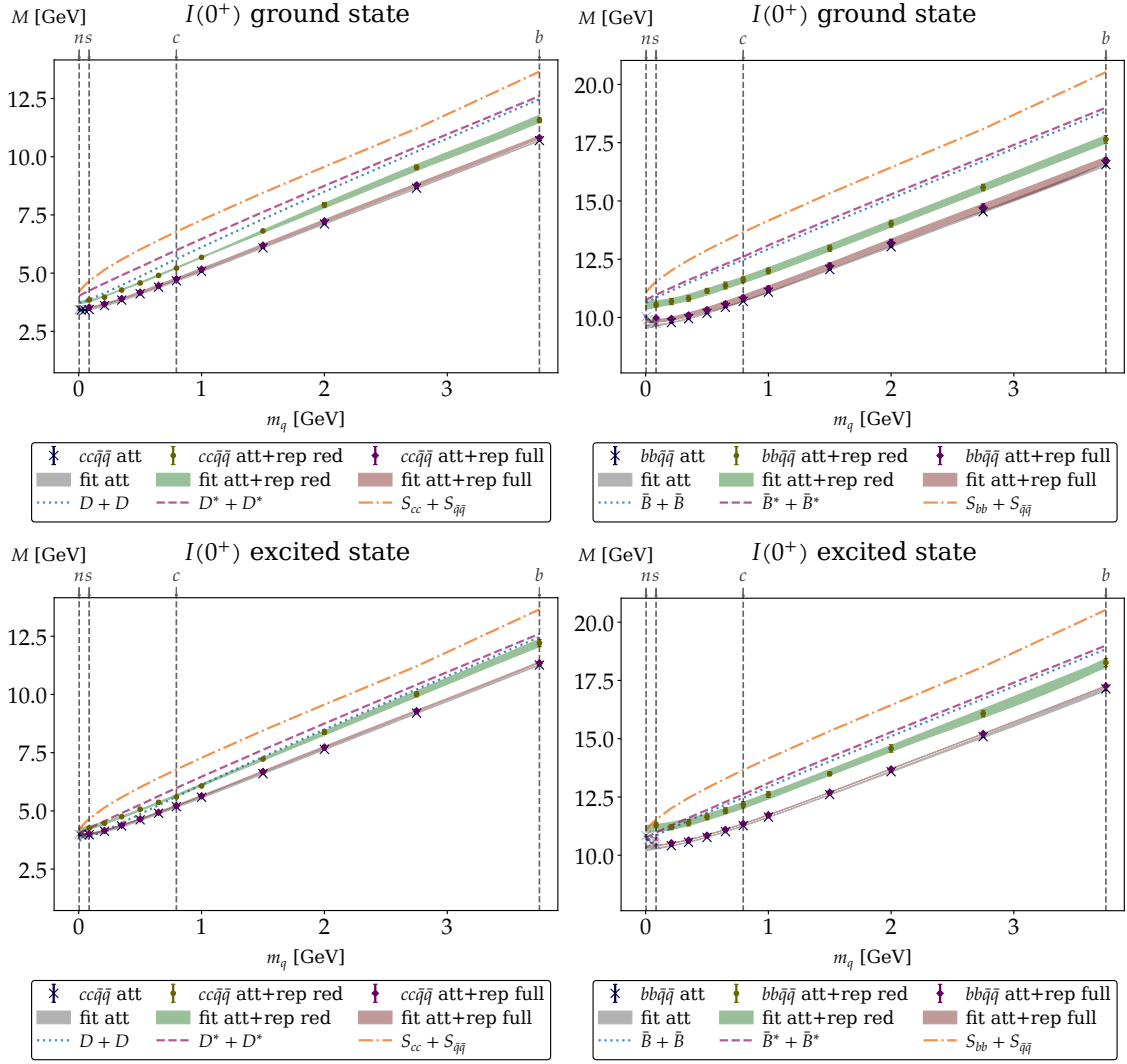 M [GeV] I(0⁺) ground state
n s c b
12.5
10.0
7.5
5.0
2.5
0 1 2 3
m_q [GeV]
ccq̄q̄ att ccq̄q̄ att+rep red ccq̄q̄ att+rep full
fit att fit att+rep red fit att+rep full
D + D D* + D* S_cc + S_q̄q̄
M [GeV] I(0⁺) ground state
n s c b
20.0
17.5
15.0
12.5
10.0
0 1 2 3
m_q [GeV]
bbq̄q̄ att bbq̄q̄ att+rep red bbq̄q̄ att+rep full
fit att fit att+rep red fit att+rep full
B̄ + B̄ B̄* + B̄* S_bb + S_q̄q̄
M [GeV] I(0⁺) excited state
n s c b
12.5
10.0
7.5
5.0
2.5
0 1 2 3
m_q [GeV]
ccq̄q̄ att ccq̄q̄ att+rep red ccq̄q̄ att+rep full
fit att fit att+rep red fit att+rep full
D + D D* + D* S_cc + S_q̄q̄
M [GeV] I(0⁺) excited state
n s c b
20.0
17.5
15.0
12.5
10.0
0 1 2 3
m_q [GeV]
bbq̄q̄ att bbq̄q̄ att+rep red bbq̄q̄ att+rep full
fit att fit att+rep red fit att+rep full
B̄ + B̄ B̄* + B̄* S_bb + S_q̄q̄